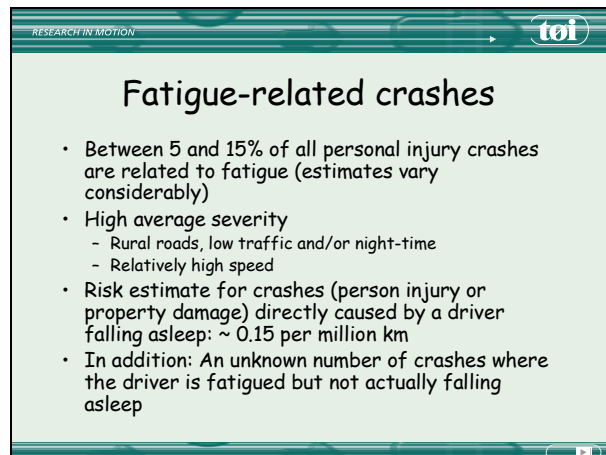 RESEARCH IN MOTION
tøi
Fatigue-related crashes
• Between 5 and 15% of all personal injury crashes
are related to fatigue (estimates vary
considerably)
• High average severity
– Rural roads, low traffic and/or night-time
– Relatively high speed
• Risk estimate for crashes (person injury or
property damage) directly caused by a driver
falling asleep: ~ 0.15 per million km
• In addition: An unknown number of crashes where
the driver is fatigued but not actually falling
asleep